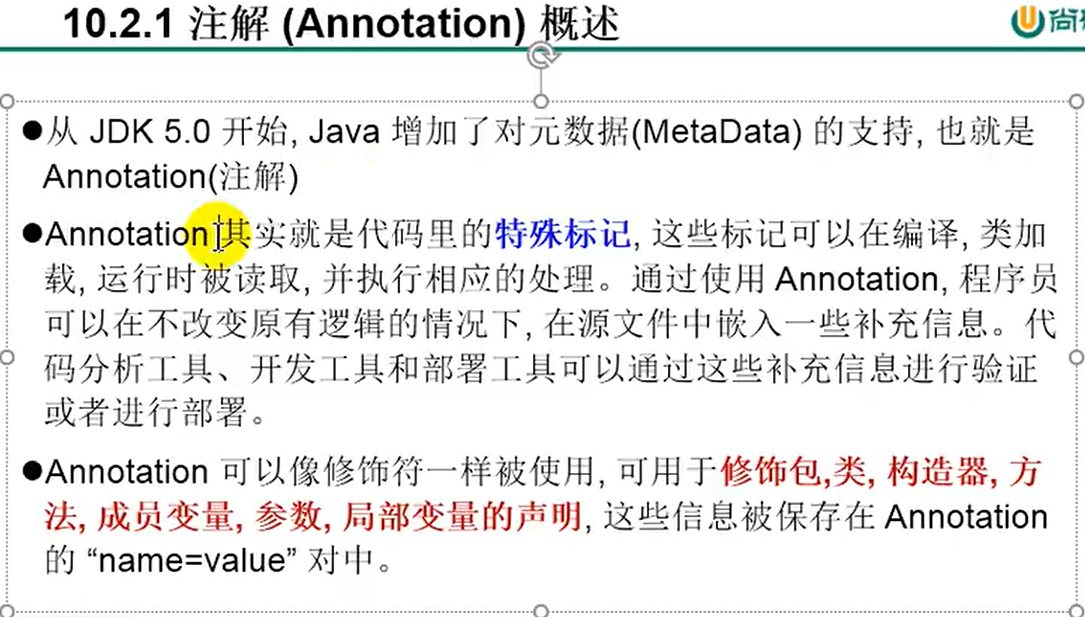 10.2.1 注解 (Annotation) 概述
尚
●从 JDK 5.0 开始, Java 增加了对元数据(MetaData) 的支持, 也就是
Annotation(注解)
●Annotation 其实就是代码里的特殊标记, 这些标记可以在编译, 类加
载, 运行时被读取, 并执行相应的处理。通过使用 Annotation, 程序员
可以在不改变原有逻辑的情况下, 在源文件中嵌入一些补充信息。代
码分析工具、开发工具和部署工具可以通过这些补充信息进行验证
或者进行部署。
●Annotation 可以像修饰符一样被使用, 可用于修饰包,类, 构造器, 方
法, 成员变量, 参数, 局部变量的声明, 这些信息被保存在 Annotation
的 “name=value” 对中。